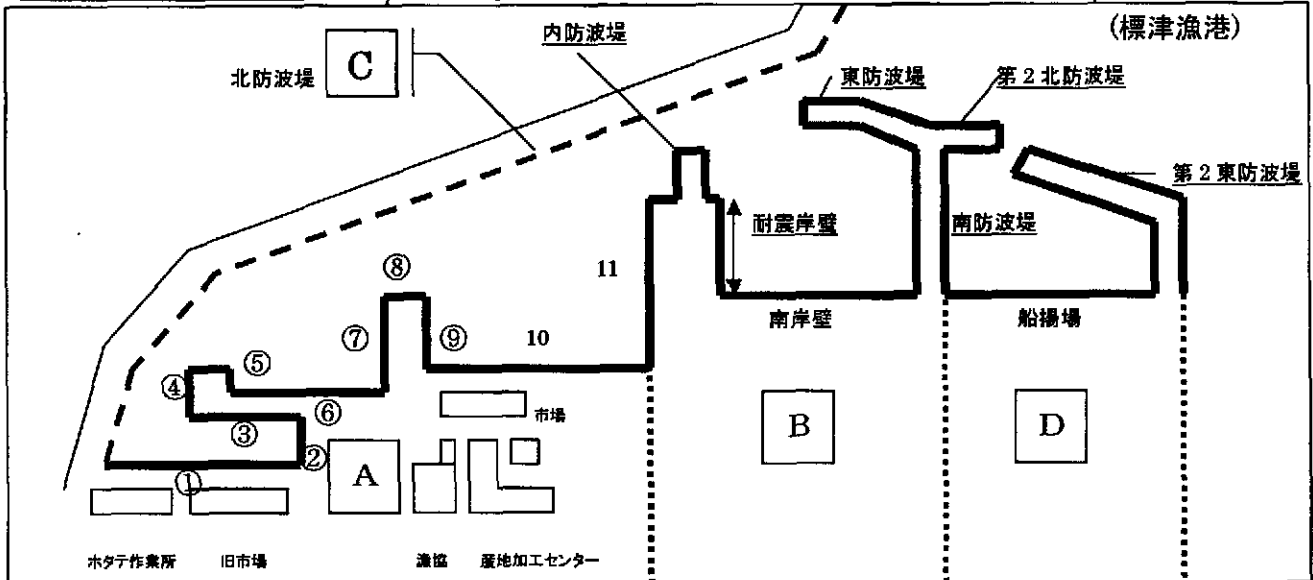 (標津漁港)
内防波堤
北防波堤
C
東防波堤
第2北防波堤
第2東防波堤
耐震岸壁
南防波堤
⑧
11
南岸壁
船揚場
⑦
⑨
10
⑤
④
⑥
市場
③
②
①
A
B
D
ホタテ作業所
旧市場
漁協
産地加工センター